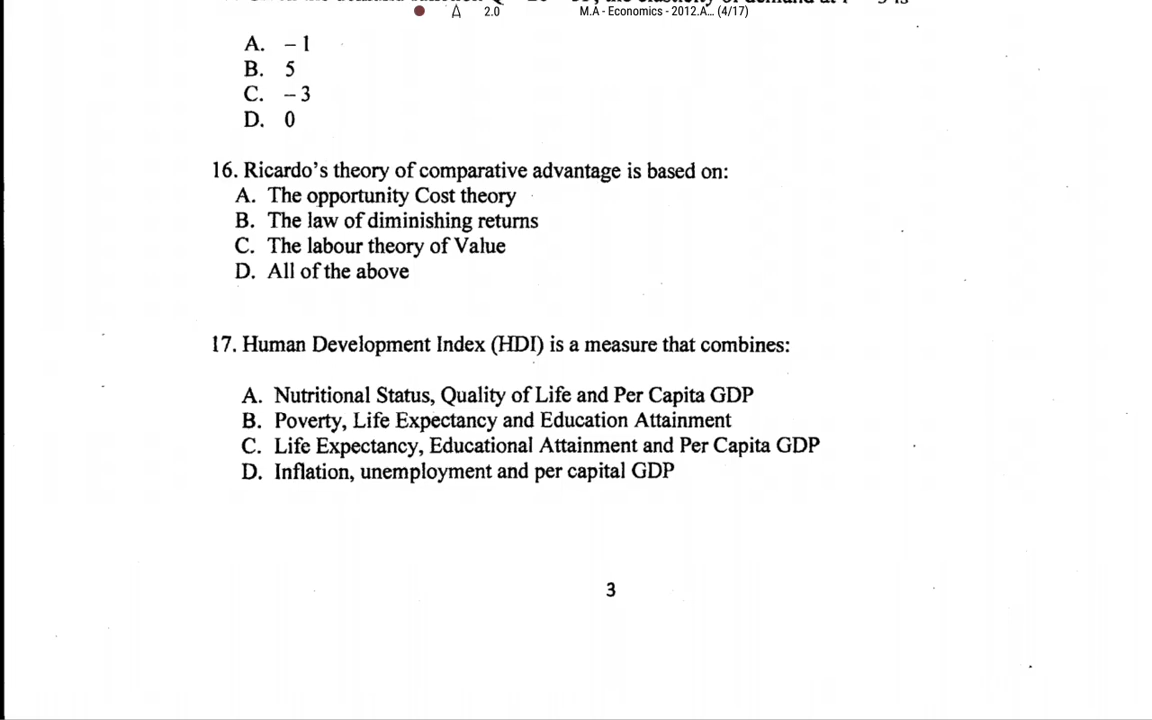 A 2.0 M.A - Economics - 2012.A... (4/17)
A. – 1
B. 5
C. – 3
D. 0
16. Ricardo's theory of comparative advantage is based on:
A. The opportunity Cost theory
B. The law of diminishing returns
C. The labour theory of Value
D. All of the above
17. Human Development Index (HDI) is a measure that combines:
A. Nutritional Status, Quality of Life and Per Capita GDP
B. Poverty, Life Expectancy and Education Attainment
C. Life Expectancy, Educational Attainment and Per Capita GDP
D. Inflation, unemployment and per capital GDP
3